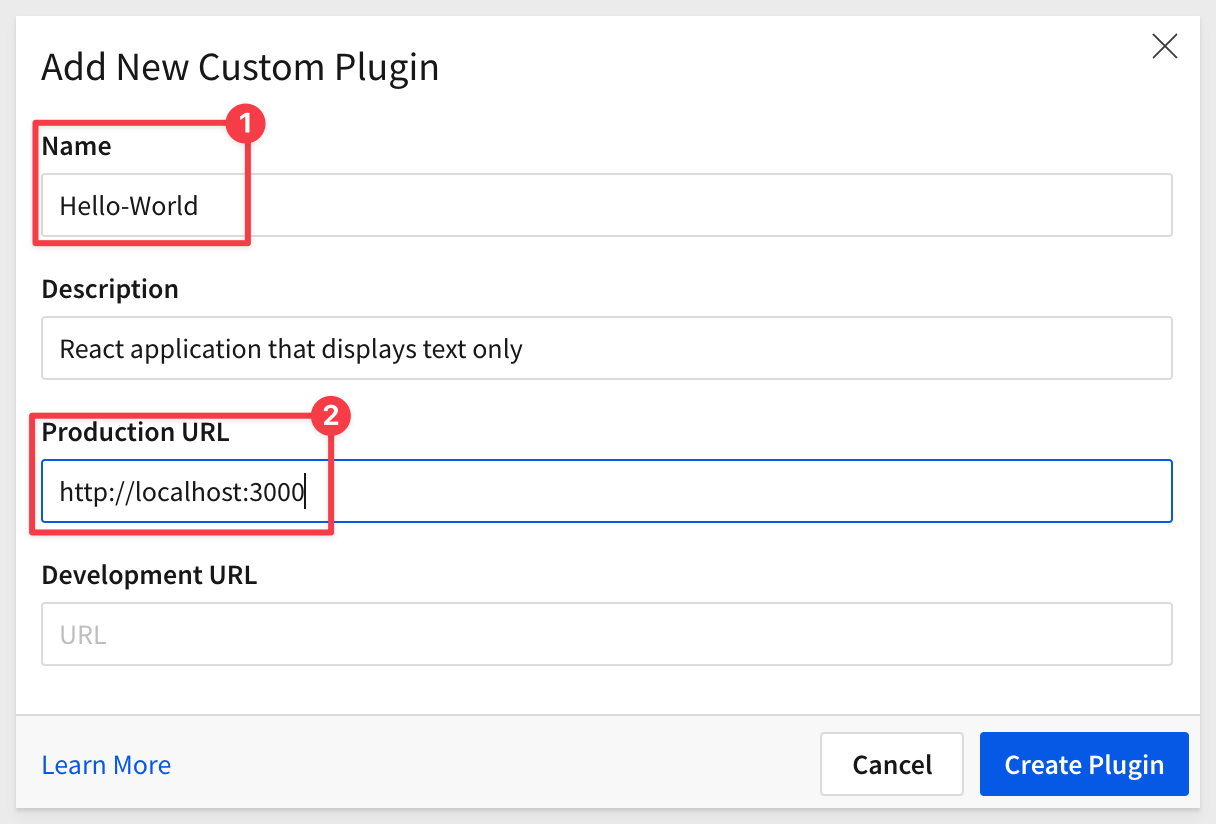 Add New Custom Plugin
1
Name
Hello-World
Description
React application that displays text only
2
Production URL
http://localhost:3000
Development URL
URL
Learn More
Cancel
Create Plugin